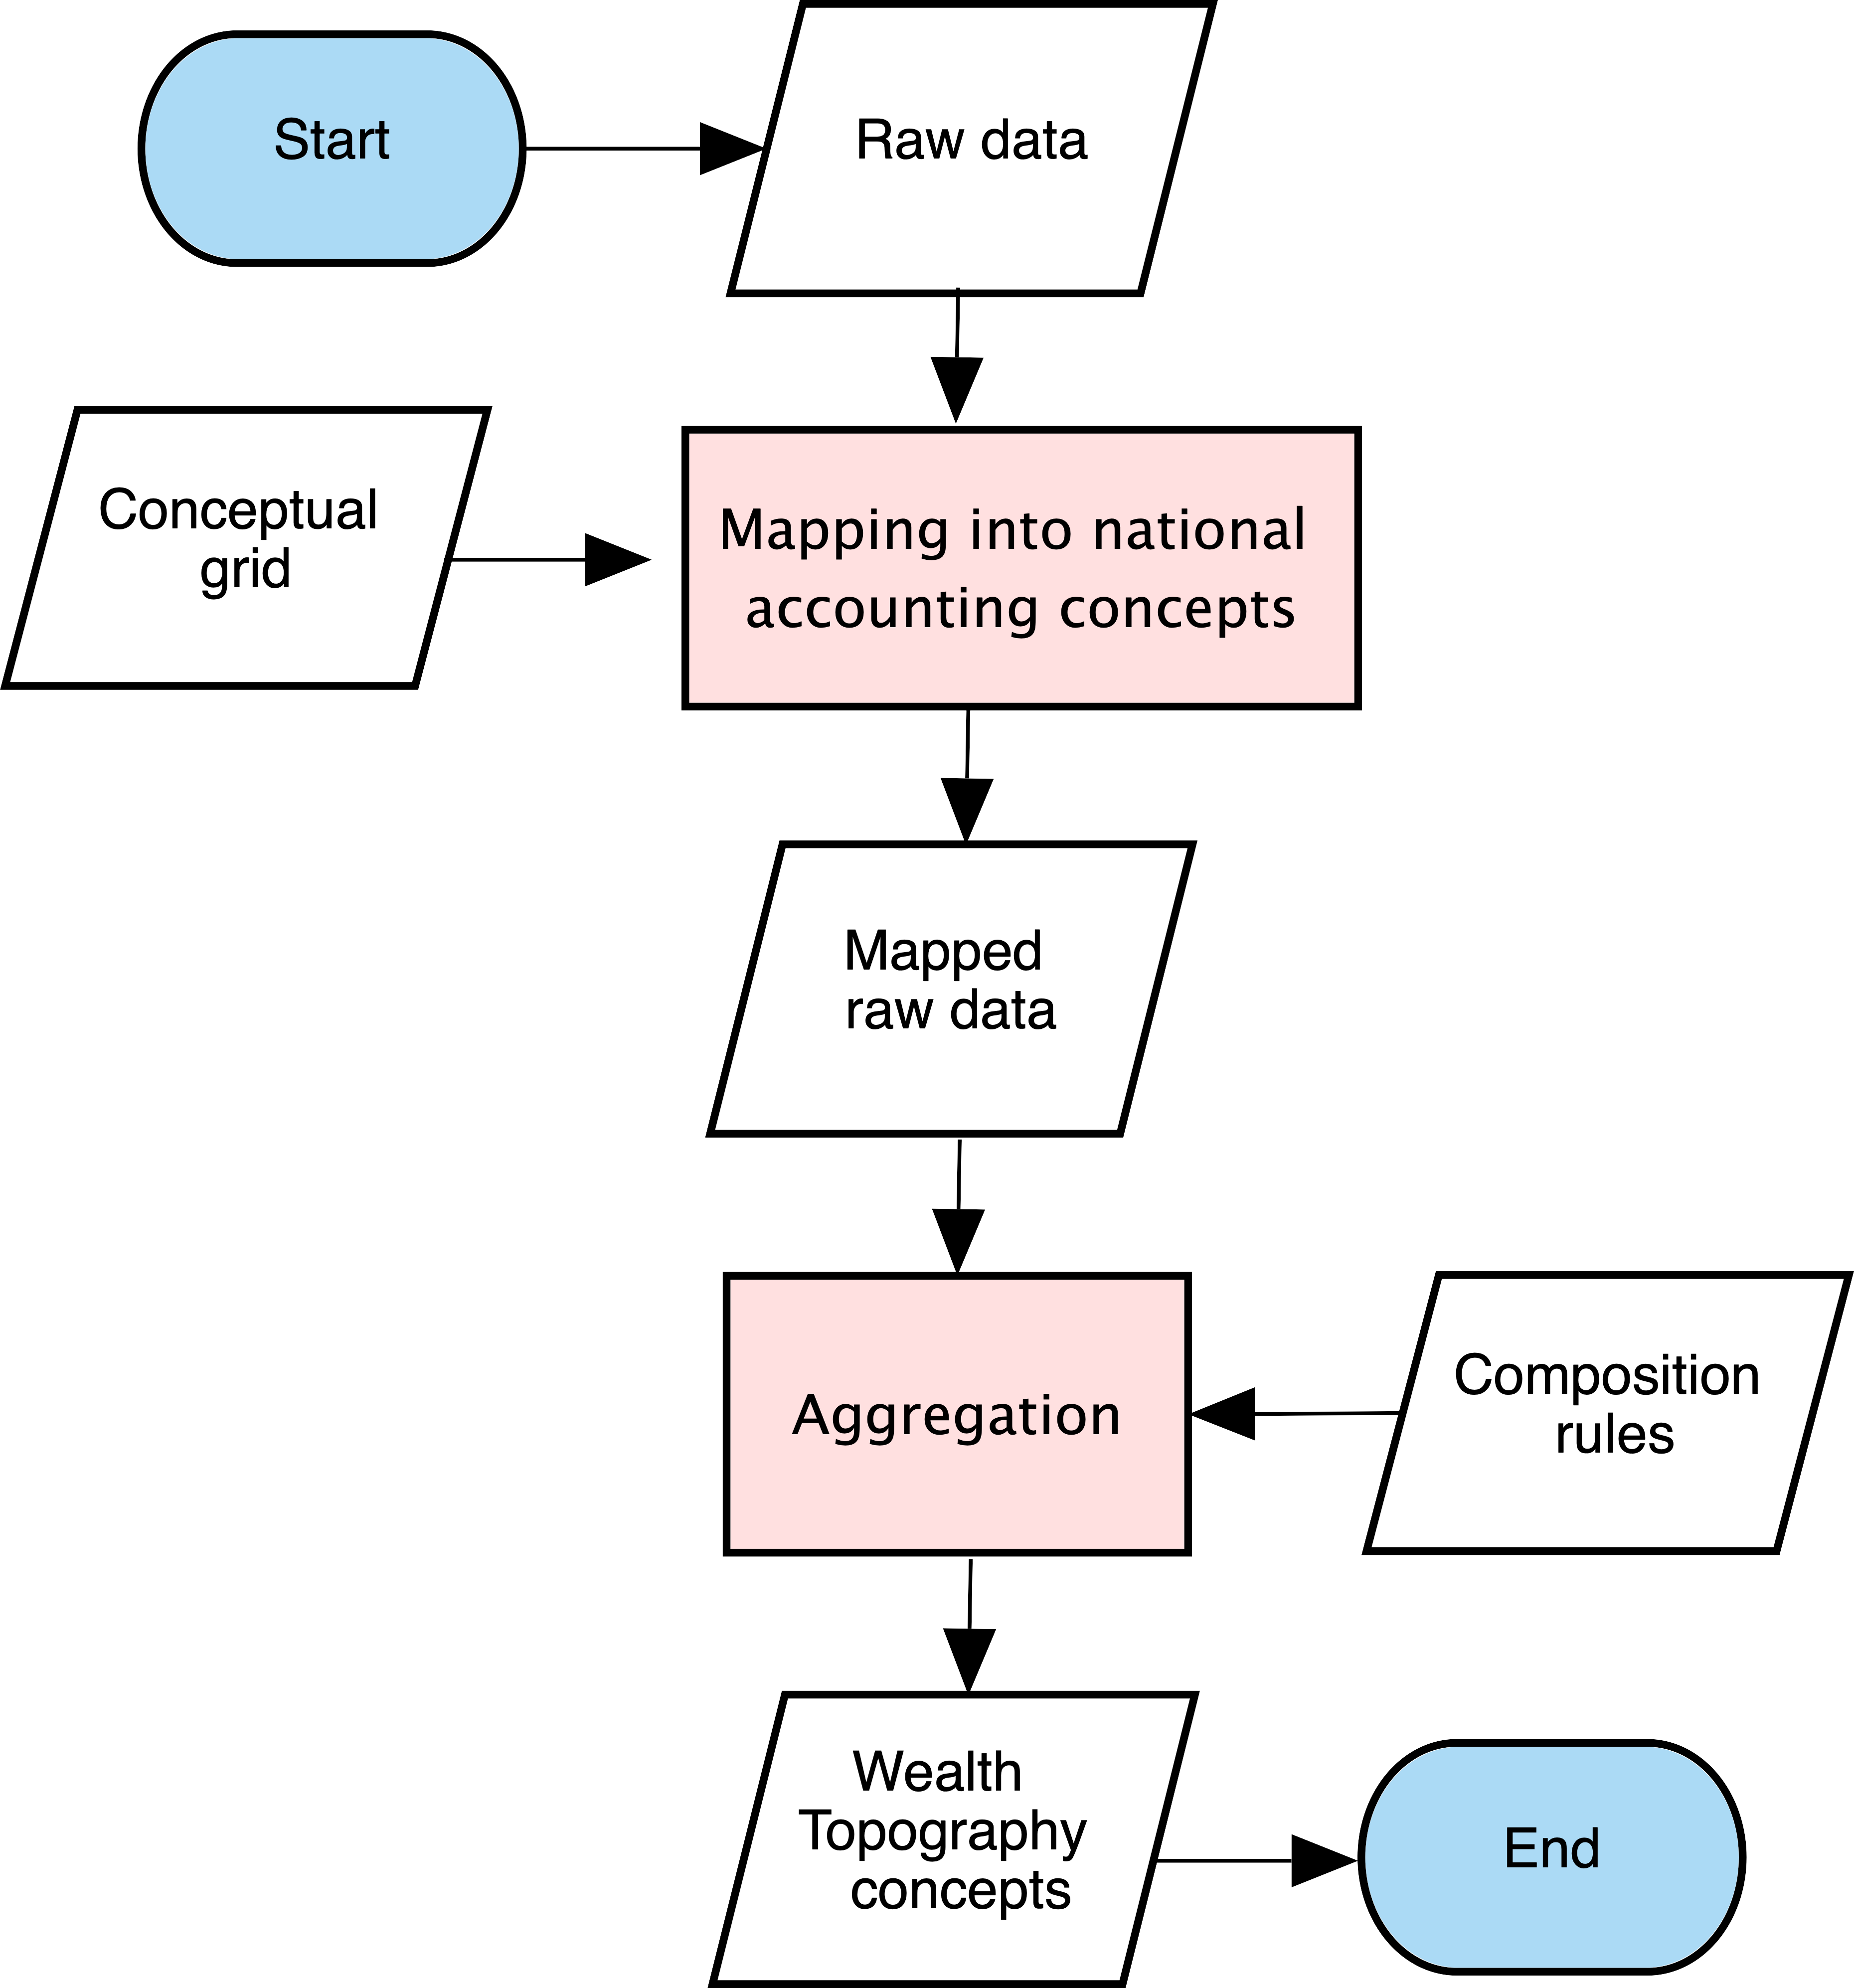 Start
Raw data
Conceptual
grid
Mapping into national
accounting concepts
Mapped
raw data
Aggregation
Composition
rules
Wealth
Topography
concepts
End